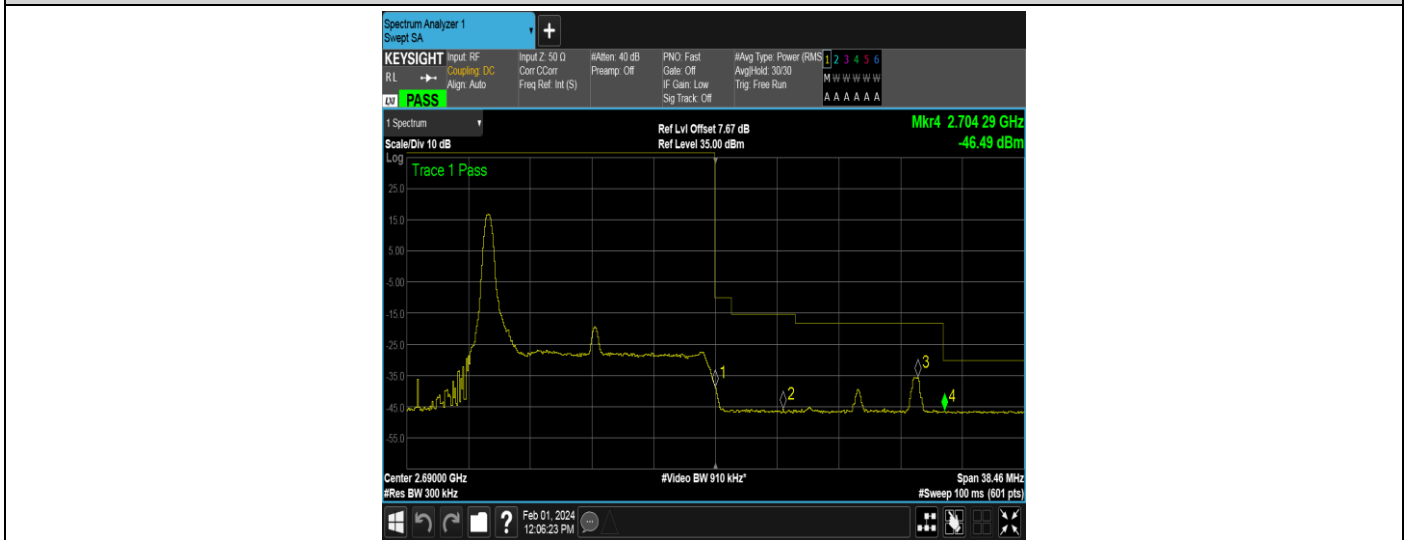 Spectrum Analyzer 1
Swept SA
+
KEYSIGHT
RL
LXI PASS
Input: RF
Coupling: DC
Align: Auto
Input Z: 50 Ω
Corr CCorr
Freq Ref: Int (S)
#Atten: 40 dB
Preamp: Off
PNO: Fast
Gate: Off
IF Gain: Low
Sig Track: Off
#Avg Type: Power (RMS
Avg|Hold: 30/30
Trig: Free Run
1 2 3 4 5 6
M W W W W W
A A A A A A
1 Spectrum
Scale/Div 10 dB
Ref Lvl Offset 7.67 dB
Ref Level 35.00 dBm
Mkr4 2.704 29 GHz
-46.49 dBm
Log
Trace 1 Pass
25.0
15.0
5.00
-5.00
-15.0
-25.0
-35.0
-45.0
-55.0
1
2
3
4
Center 2.69000 GHz
#Res BW 300 kHz
#Video BW 910 kHz*
Span 38.46 MHz
#Sweep 100 ms (601 pts)
?
Feb 01, 2024
12:06:23 PM